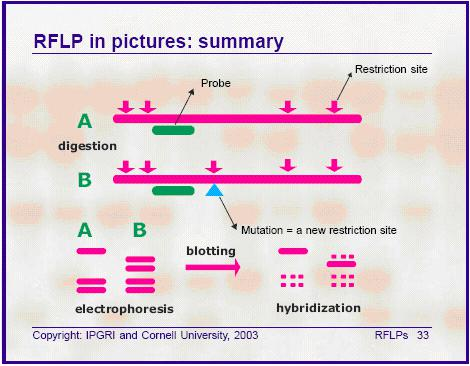 RFLP in pictures: summary
Restriction site
Probe
A
digestion
B
A B
Mutation = a new restriction site
blotting
electrophoresis
hybridization
Copyright: IPGRI and Cornell University, 2003
RFLPs 33